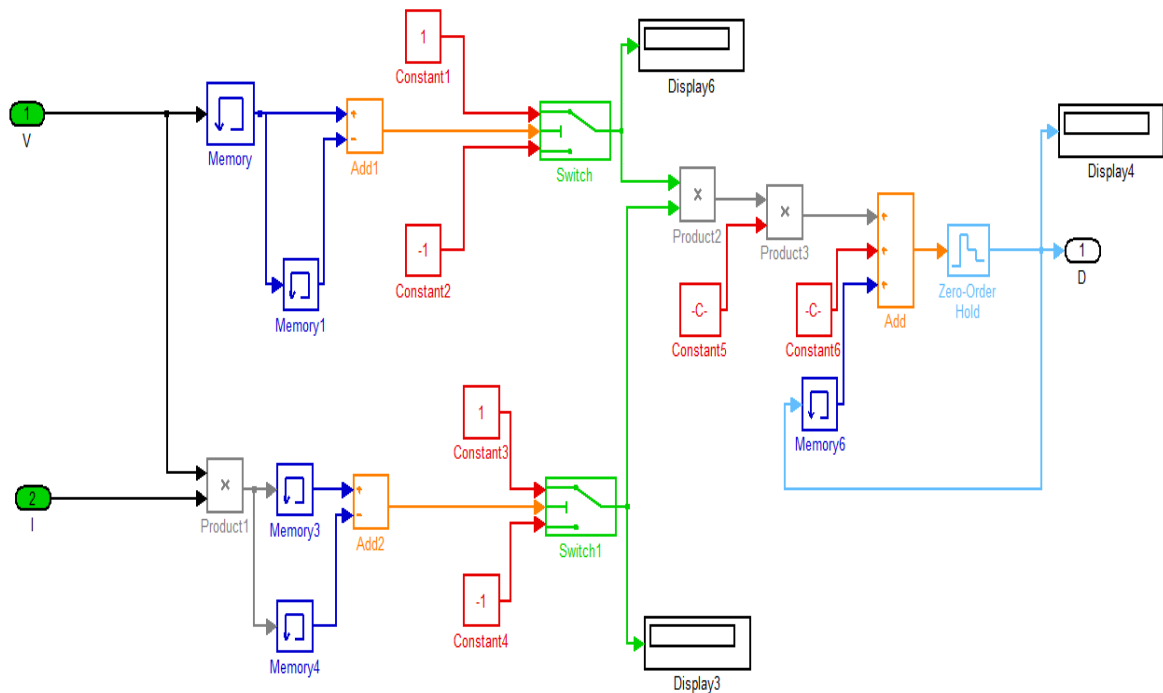 1
Constant1
Display6
1
V
Memory
+
-
Add1
Switch
Display4
-1
Constant2
Memory1
×
Product2
×
Product3
+
+
+
Add
Zero-Order
Hold
1
D
-C-
Constant5
-C-
Constant6
Memory6
1
Constant3
2
I
×
Product1
Memory3
+
-
Add2
Switch1
-1
Constant4
Memory4
Display3